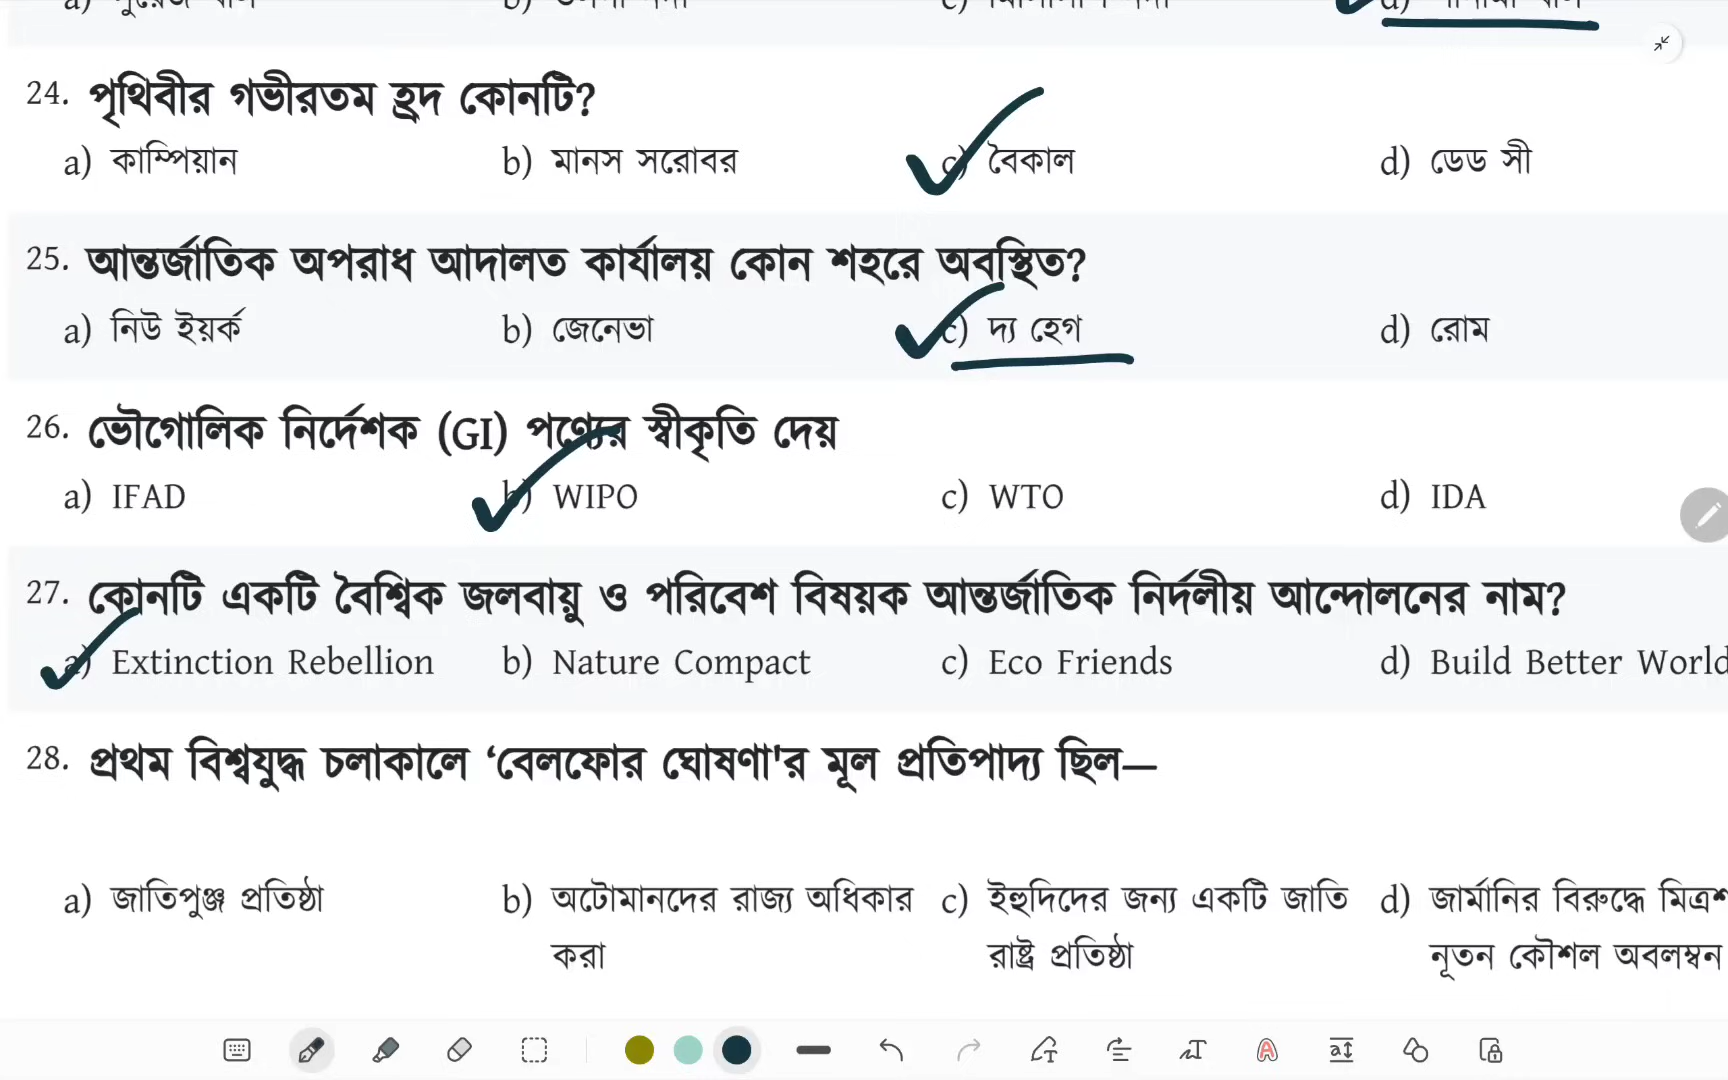 24. পৃথিবীর গভীরতম হ্রদ কোনটি?
a) কাস্পিয়ান b) মানস সরোবর c) বৈকাল d) ডেড সী
25. আন্তর্জাতিক অপরাধ আদালত কার্যালয় কোন শহরে অবস্থিত?
a) নিউ ইয়র্ক b) জেনেভা c) দ্য হেগ d) রোম
26. ভৌগোলিক নির্দেশক (GI) পণ্যের স্বীকৃতি দেয়
a) IFAD b) WIPO c) WTO d) IDA
27. কোনটি একটি বৈশ্বিক জলবায়ু ও পরিবেশ বিষয়ক আন্তর্জাতিক নির্দলীয় আন্দোলনের নাম?
a) Extinction Rebellion b) Nature Compact c) Eco Friends d) Build Better World
28. প্রথম বিশ্বযুদ্ধ চলাকালে ‘বেলফোর ঘোষণা'র মূল প্রতিপাদ্য ছিল—
a) জাতিপুঞ্জ প্রতিষ্ঠা b) অটোমানদের রাজ্য অধিকার c) ইহুদিদের জন্য একটি জাতি d) জার্মানির বিরুদ্ধে
করা রাষ্ট্র প্রতিষ্ঠা নূতন কৌশল অবলম্বন